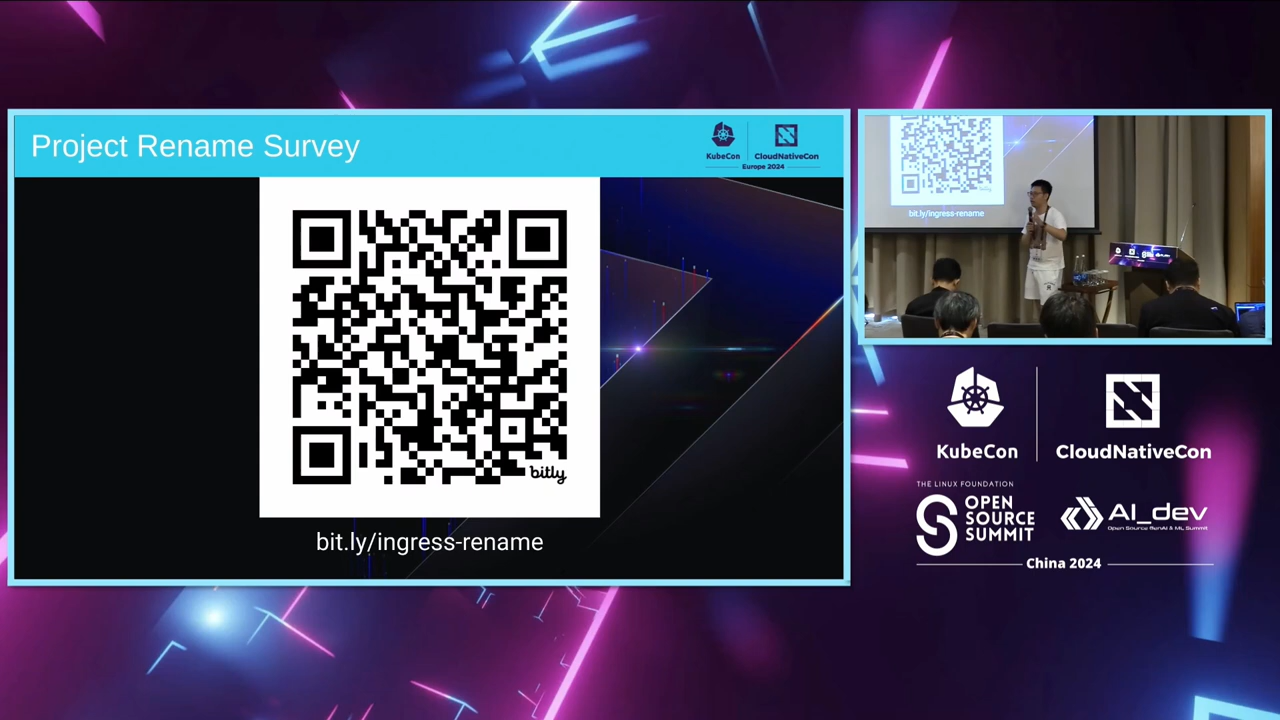 Project Rename Survey
KubeCon
CloudNativeCon
Europe 2024
bitly
bit.ly/ingress-rename
bitly
bit.ly/ingress-rename
KubeCon
CloudNativeCon
THE LINUX FOUNDATION
OPEN
SOURCE
SUMMIT
AI_dev
Open Source GenAI & ML Summit
China 2024